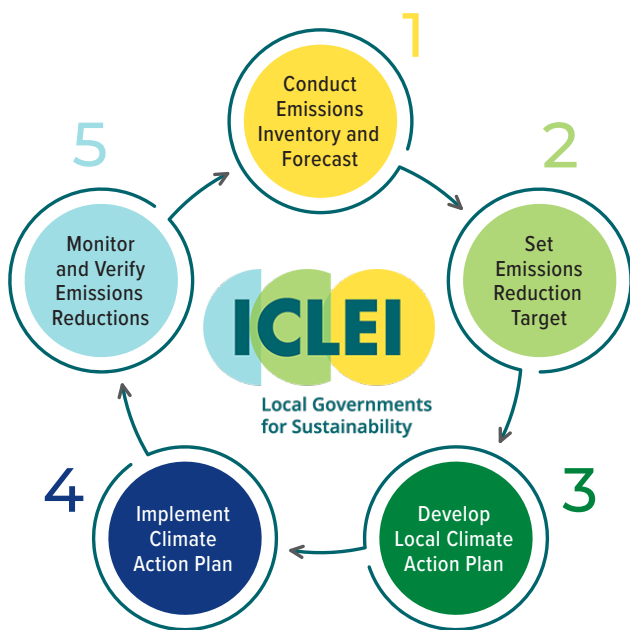 1
Conduct
Emissions
Inventory and
Forecast
2
Set
Emissions
Reduction
Target
3
Develop
Local Climate
Action Plan
4
Implement
Climate
Action Plan
5
Monitor
and Verify
Emissions
Reductions
ICLEI
Local Governments
for Sustainability